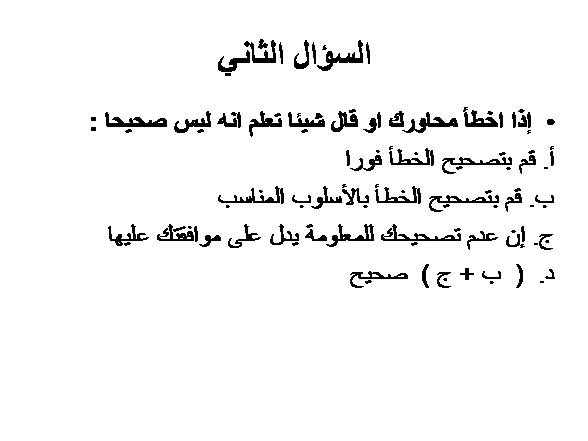 السؤال الثاني
• إذا اخطأ محاورك او قال شيئا تعلم انه ليس صحيحا :
أ. قم بتصحيح الخطأ فورا
ب. قم بتصحيح الخطأ بالأسلوب المناسب
ج. إن عدم تصحيحك للمعلومة يدل على موافقتك عليها
د. ( ب + ج ) صحيح